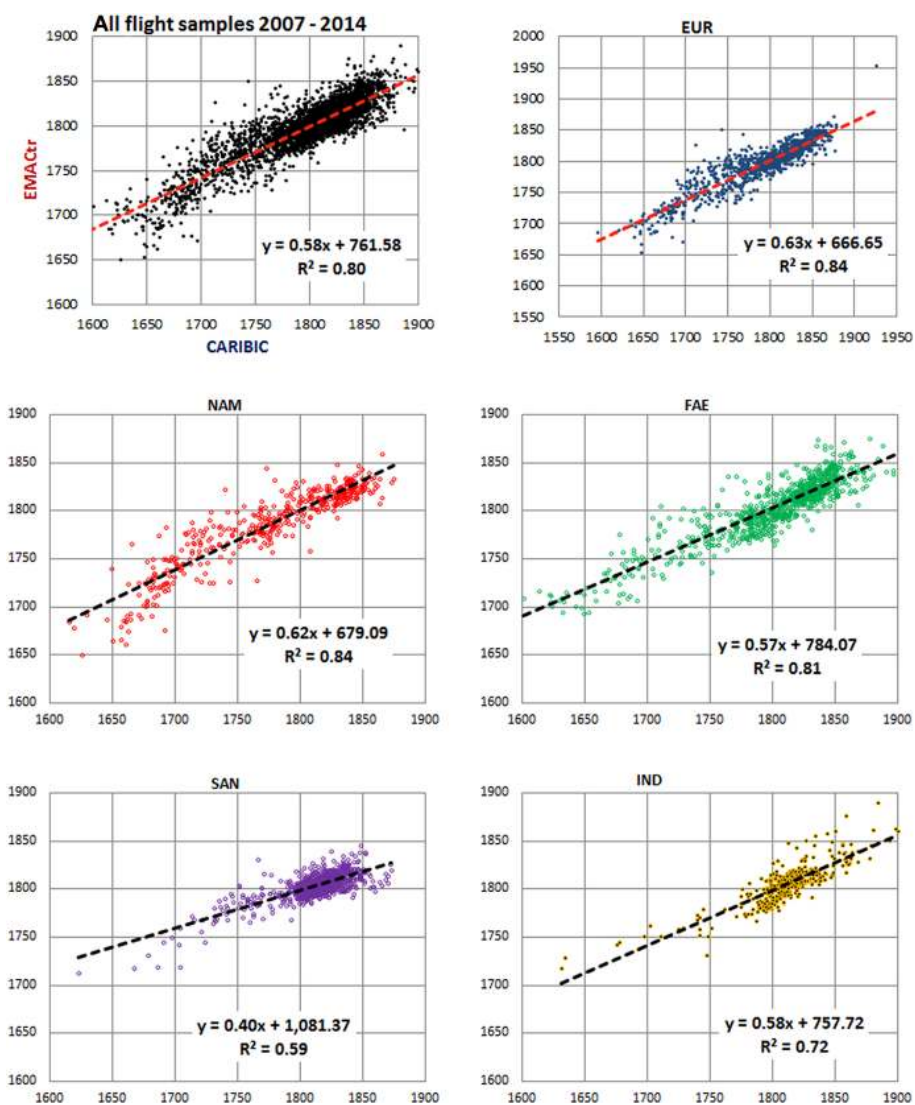 All flight samples 2007 - 2014
1900
1850
1800
1750
1700
1650
1600
EMACtr
y = 0.58x + 761.58
R² = 0.80
1600 1650 1700 1750 1800 1850 1900
CARIBIC
EUR
2000
1950
1900
1850
1800
1750
1700
1650
1600
1550
y = 0.63x + 666.65
R² = 0.84
1550 1600 1650 1700 1750 1800 1850 1900 1950
NAM
1900
1850
1800
1750
1700
1650
1600
y = 0.62x + 679.09
R² = 0.84
1600 1650 1700 1750 1800 1850 1900
FAE
1900
1850
1800
1750
1700
1650
1600
y = 0.57x + 784.07
R² = 0.81
1600 1650 1700 1750 1800 1850 1900
SAN
1900
1850
1800
1750
1700
1650
1600
y = 0.40x + 1,081.37
R² = 0.59
1600 1650 1700 1750 1800 1850 1900
IND
1900
1850
1800
1750
1700
1650
1600
y = 0.58x + 757.72
R² = 0.72
1600 1650 1700 1750 1800 1850 1900